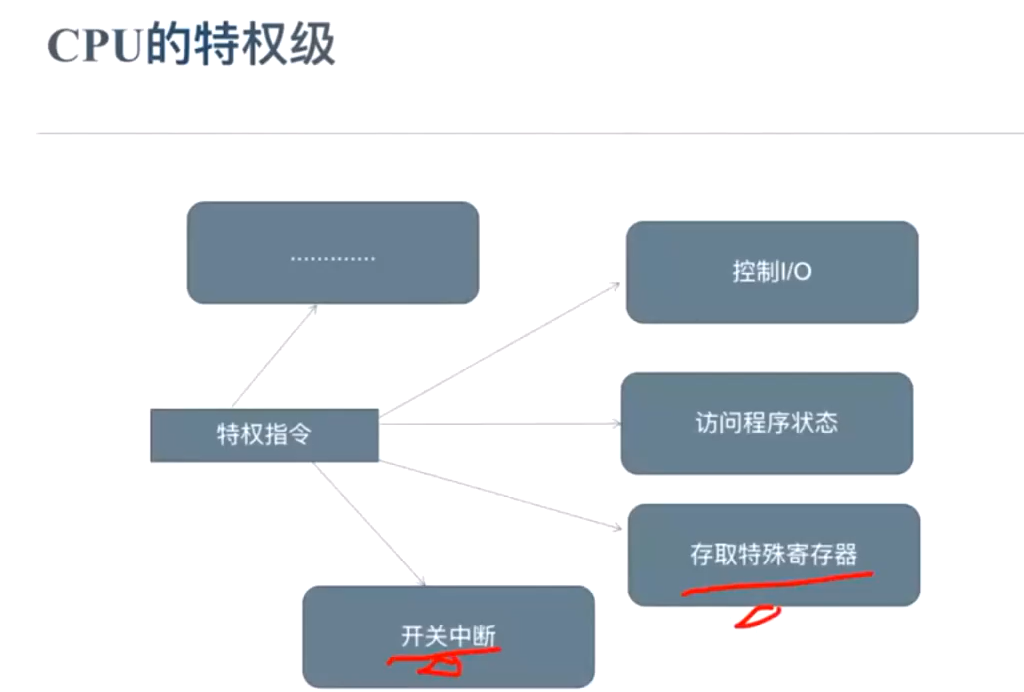 CPU的特权级
.............
控制I/O
访问程序状态
特权指令
存取特殊寄存器
开关中断